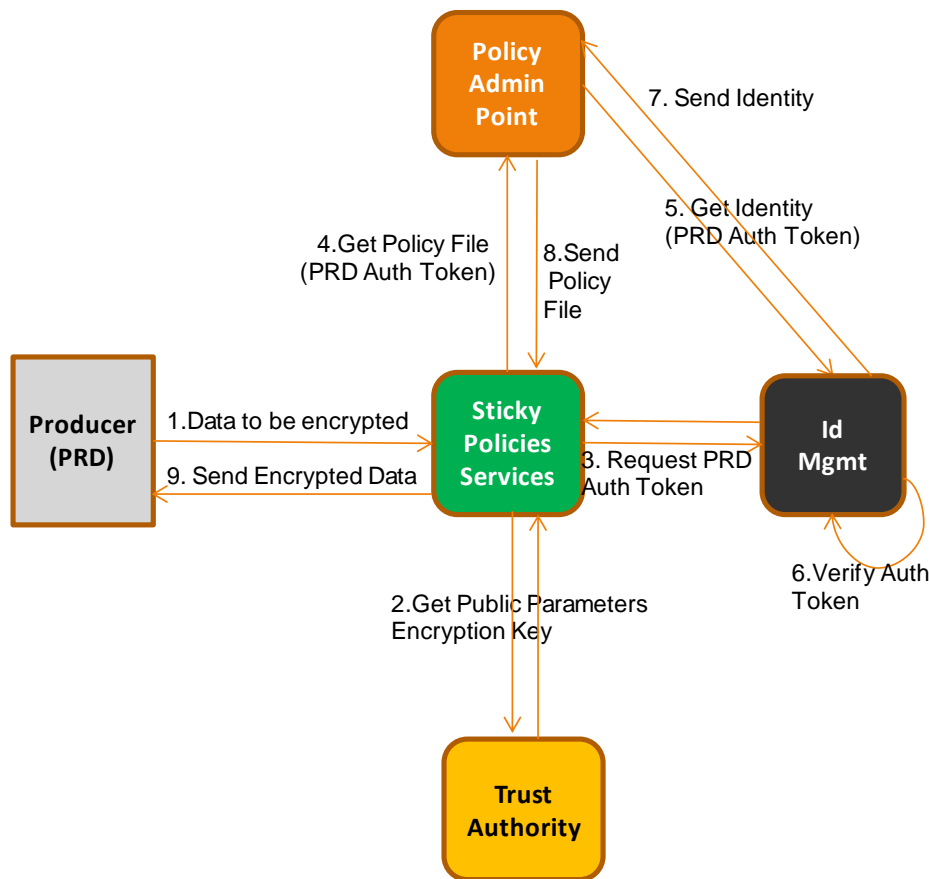 Policy
Admin
Point
7. Send Identity
5. Get Identity
(PRD Auth Token)
4.Get Policy File
(PRD Auth Token)
8.Send
Policy
File
Producer
(PRD)
1.Data to be encrypted
9. Send Encrypted Data
Sticky
Policies
Services
3. Request PRD
Auth Token
Id
Mgmt
6.Verify Auth
Token
2.Get Public Parameters
Encryption Key
Trust
Authority